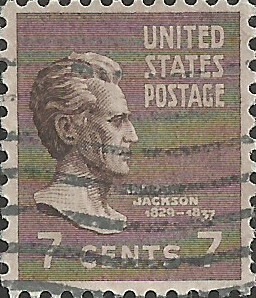 UNITED
STATES
POSTAGE
JACKSON
1829-1837
7 CENTS 7